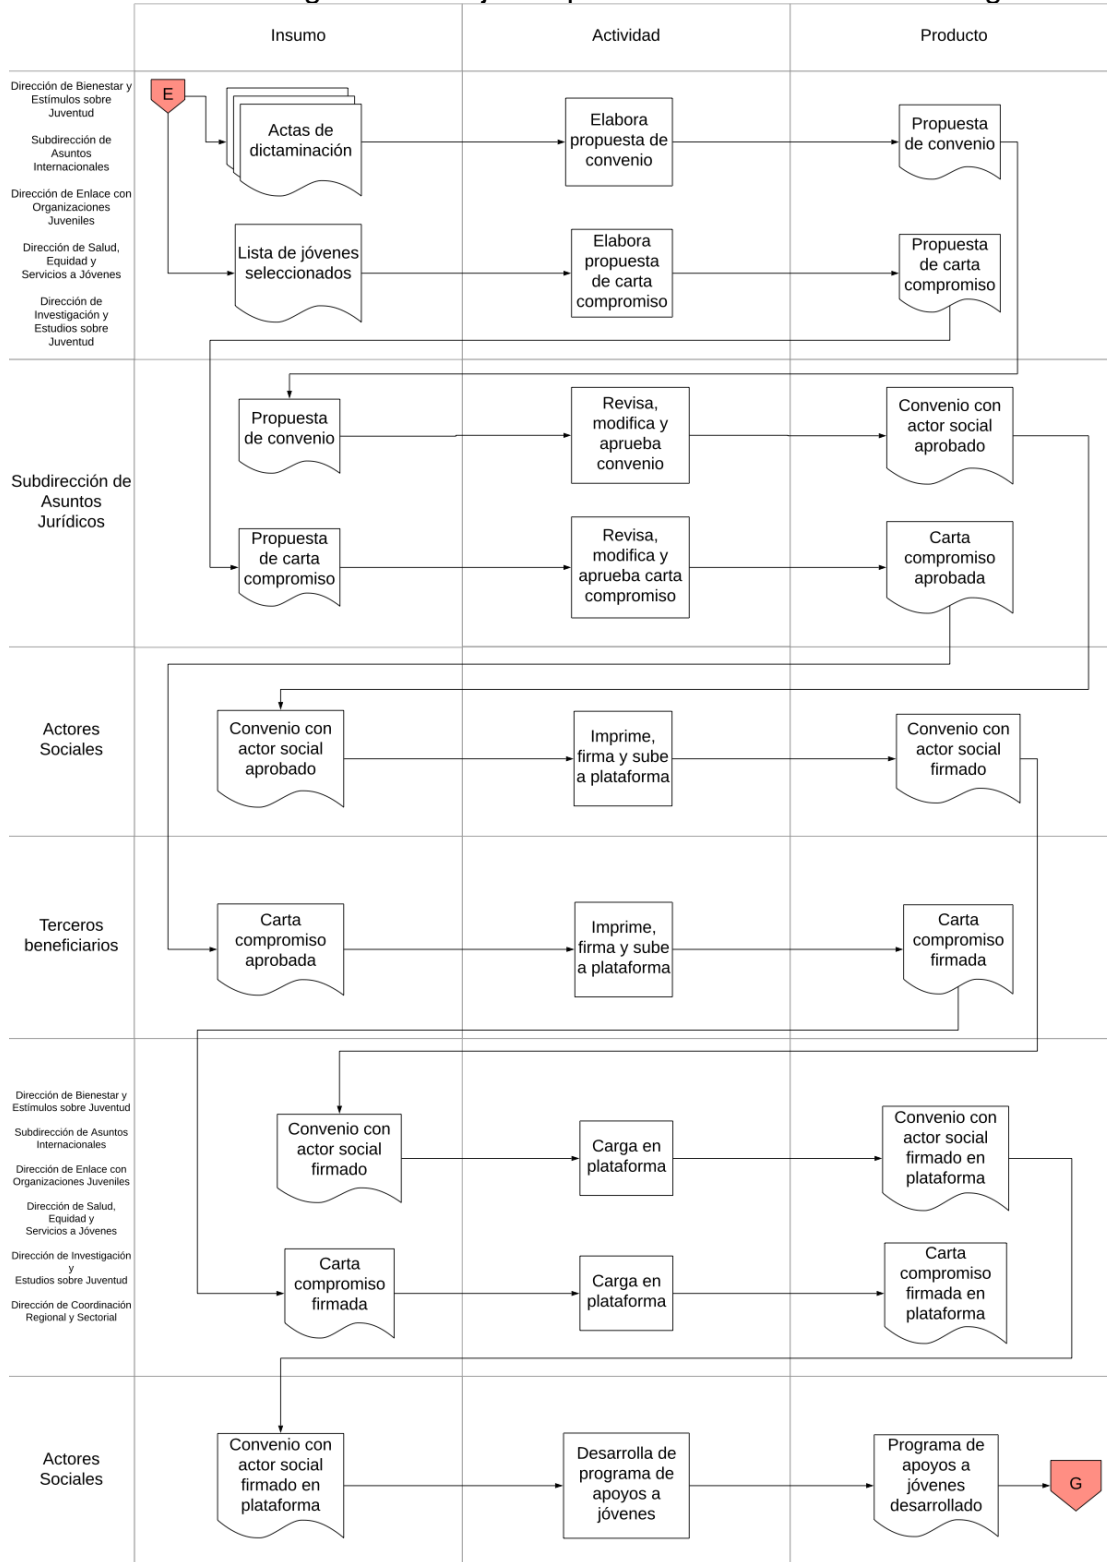 Insumo
Actividad
Producto
Dirección de Bienestar y
Estímulos sobre
Juventud
Subdirección de
Asuntos
Internacionales
Dirección de Enlace con
Organizaciones
Juveniles
Dirección de Salud,
Equidad y
Servicios a Jóvenes
Dirección de
Investigación y
Estudios sobre
Juventud
E
Actas de
dictaminación
Elabora
propuesta de
convenio
Propuesta
de convenio
Lista de jóvenes
seleccionados
Elabora
propuesta
de carta
compromiso
Propuesta
de carta
compromiso
Subdirección de
Asuntos
Jurídicos
Propuesta
de convenio
Revisa,
modifica y
aprueba
convenio
Convenio con
actor social
aprobado
Propuesta
de carta
compromiso
Revisa,
modifica y
aprueba carta
compromiso
Carta
compromiso
aprobada
Actores
Sociales
Convenio con
actor social
aprobado
Imprime,
firma y sube
a plataforma
Convenio con
actor social
firmado
Terceros
beneficiarios
Carta
compromiso
aprobada
Imprime,
firma y sube
a plataforma
Carta
compromiso
firmada
Dirección de Bienestar y
Estímulos sobre Juventud
Subdirección de Asuntos
Internacionales
Dirección de Enlace con
Organizaciones Juveniles
Dirección de Salud,
Equidad y
Servicios a Jóvenes
Dirección de Investigación
y
Estudios sobre Juventud
Dirección de Coordinación
Regional y Sectorial
Convenio con
actor social
firmado
Carga en
plataforma
Convenio con
actor social
firmado en
plataforma
Carta
compromiso
firmada
Carga en
plataforma
Carta
compromiso
firmada en
plataforma
Actores
Sociales
Convenio con
actor social
firmado en
plataforma
Desarrolla de
programa de
apoyos a
jóvenes
Programa de
apoyos a
jóvenes
desarrollado
G